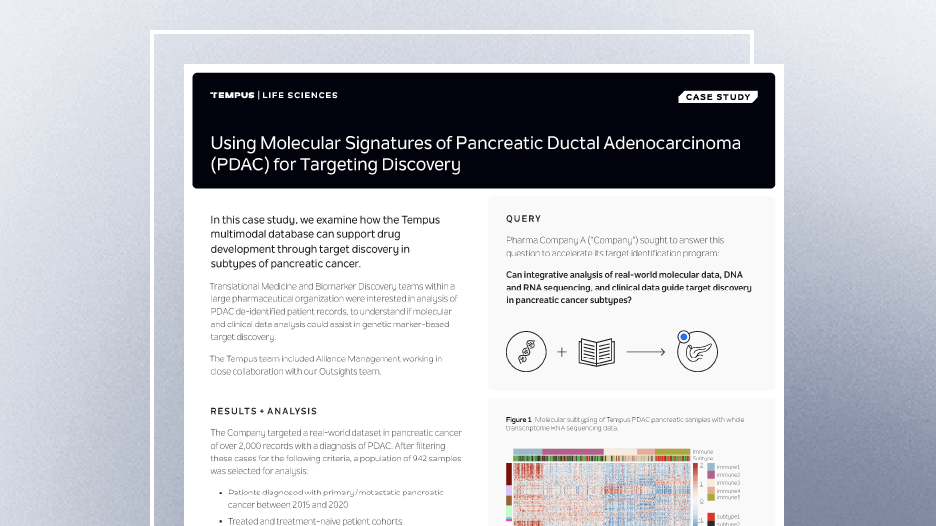 TEMPUS | LIFE SCIENCES
CASE STUDY
Using Molecular Signatures of Pancreatic Ductal Adenocarcinoma
(PDAC) for Targeting Discovery
In this case study, we examine how the Tempus
multimodal database can support drug
development through target discovery in
subtypes of pancreatic cancer.
Translational Medicine and Biomarker Discovery teams within a
large pharmaceutical organization were interested in analysis of
PDAC de-identified patient records, to understand if molecular
and clinical data analysis could assist in genetic marker-based
target discovery.
The Tempus team included Alliance Management working in
close collaboration with our Outsights team.
RESULTS + ANALYSIS
The Company targeted a real-world dataset in pancreatic cancer
of over 2,000 records with a diagnosis of PDAC. After filtering
these cases for the following criteria, a population of 942 samples
was selected for analysis:
• Patients diagnosed with primary/metastatic pancreatic
cancer between 2015 and 2020
• Treated and treatment-naive patient cohorts
QUERY
Pharma Company A ("Company") sought to answer this
question to accelerate its target identification program:
Can integrative analysis of real-world molecular data, DNA
and RNA sequencing, and clinical data guide target discovery
in pancreatic cancer subtypes?
Figure 1 Molecular subtyping of Tempus PDAC pancreatic samples with whole
transcriptome RNA sequencing data.
Immune
Subtype
immune1
immune2
immune3
immune4
immune5
subtype1
subtype2